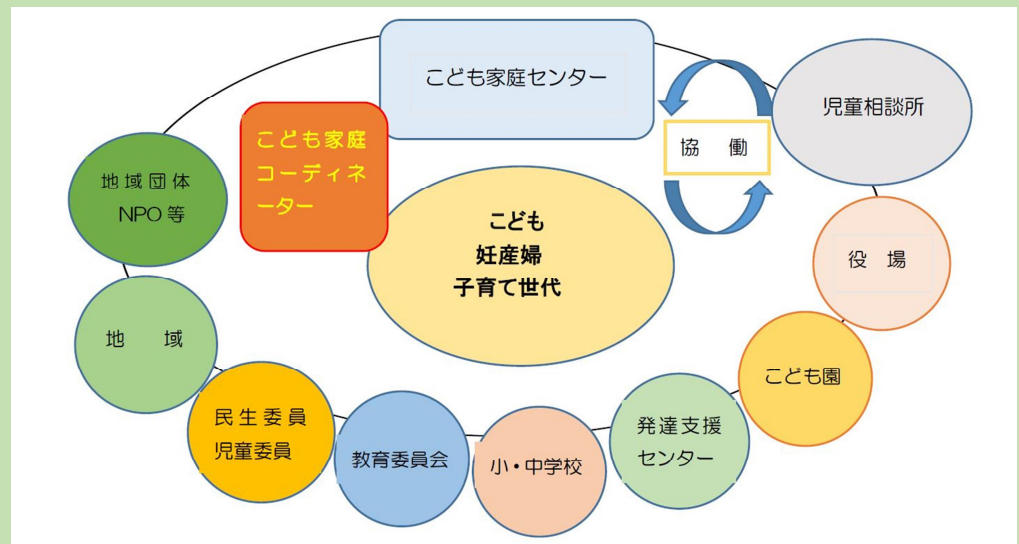 こども家庭センター
児童相談所
協　働
こども家庭
コーディネ
ーター
地域団体
NPO等
こども
妊産婦
子育て世代
役　場
地　域
こども園
民生委員
児童委員
教育委員会
小・中学校
発達支援
センター